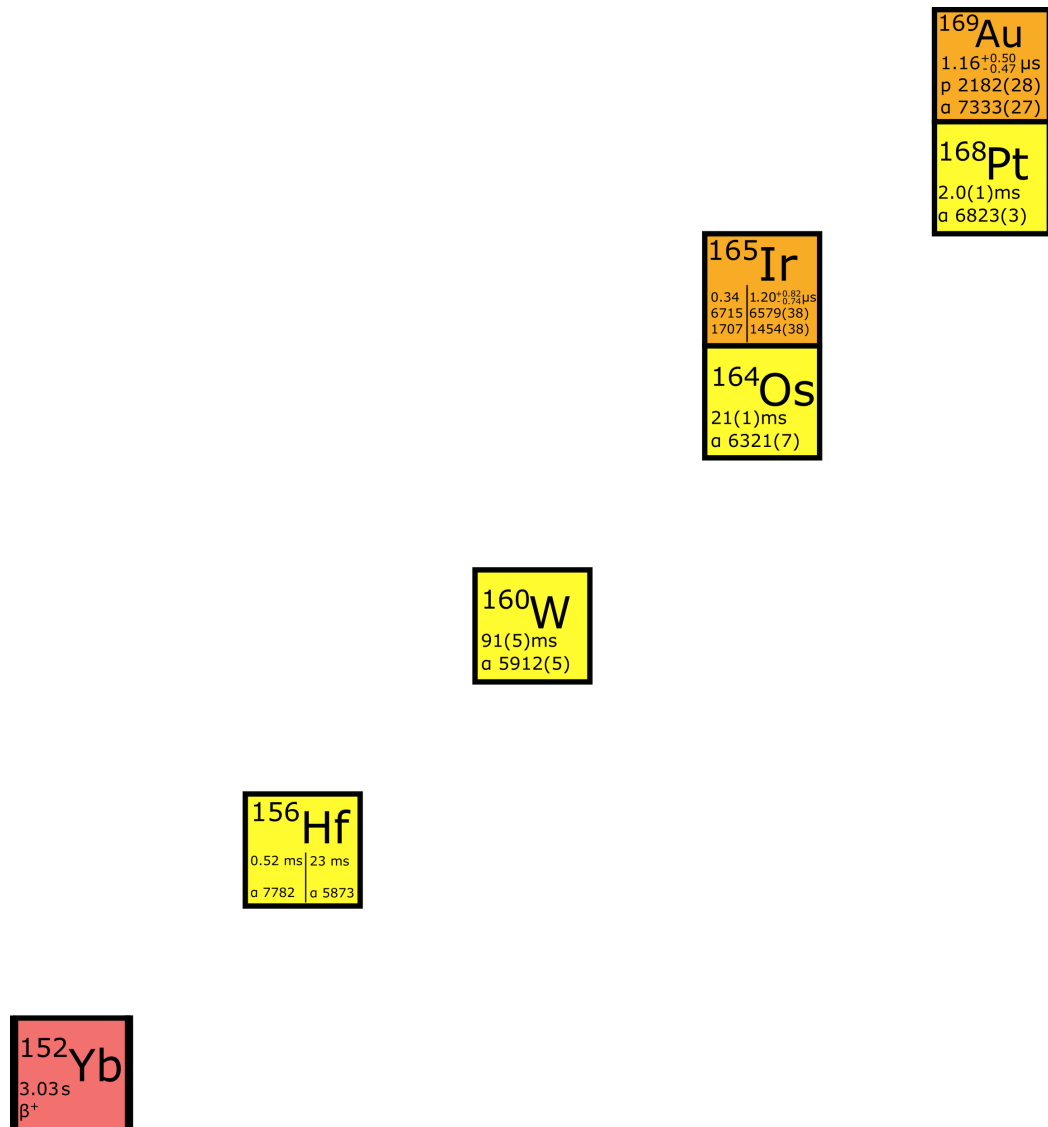 169Au
1.16+0.50-0.47 μs
p 2182(28)
α 7333(27)
168Pt
2.0(1)ms
α 6823(3)
165Ir
0.34 1.20+0.82-0.74μs
6715 6579(38)
1707 1454(38)
164Os
21(1)ms
α 6321(7)
160W
91(5)ms
α 5912(5)
156Hf
0.52 ms 23 ms
α 7782 α 5873
152Yb
3.03s
β+